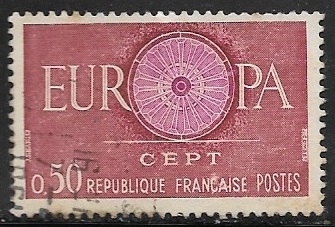 EUROPA
CEPT
0,50 REPUBLIQUE FRANÇAISE POSTES